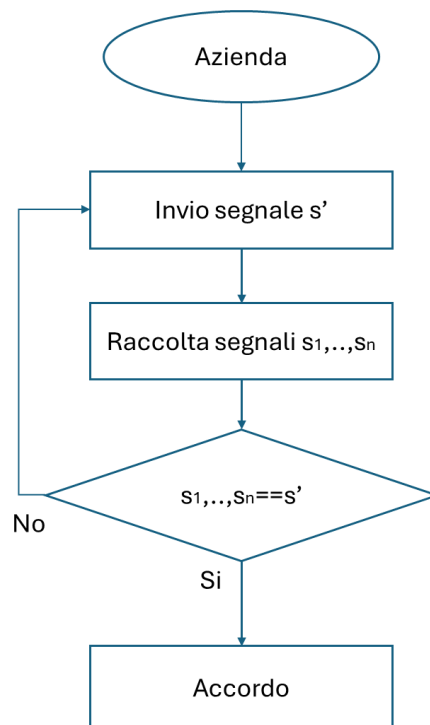 Azienda
Invio segnale s’
Raccolta segnali s₁,..,sₙ
s₁,..,sₙ==s’
No
Si
Accordo